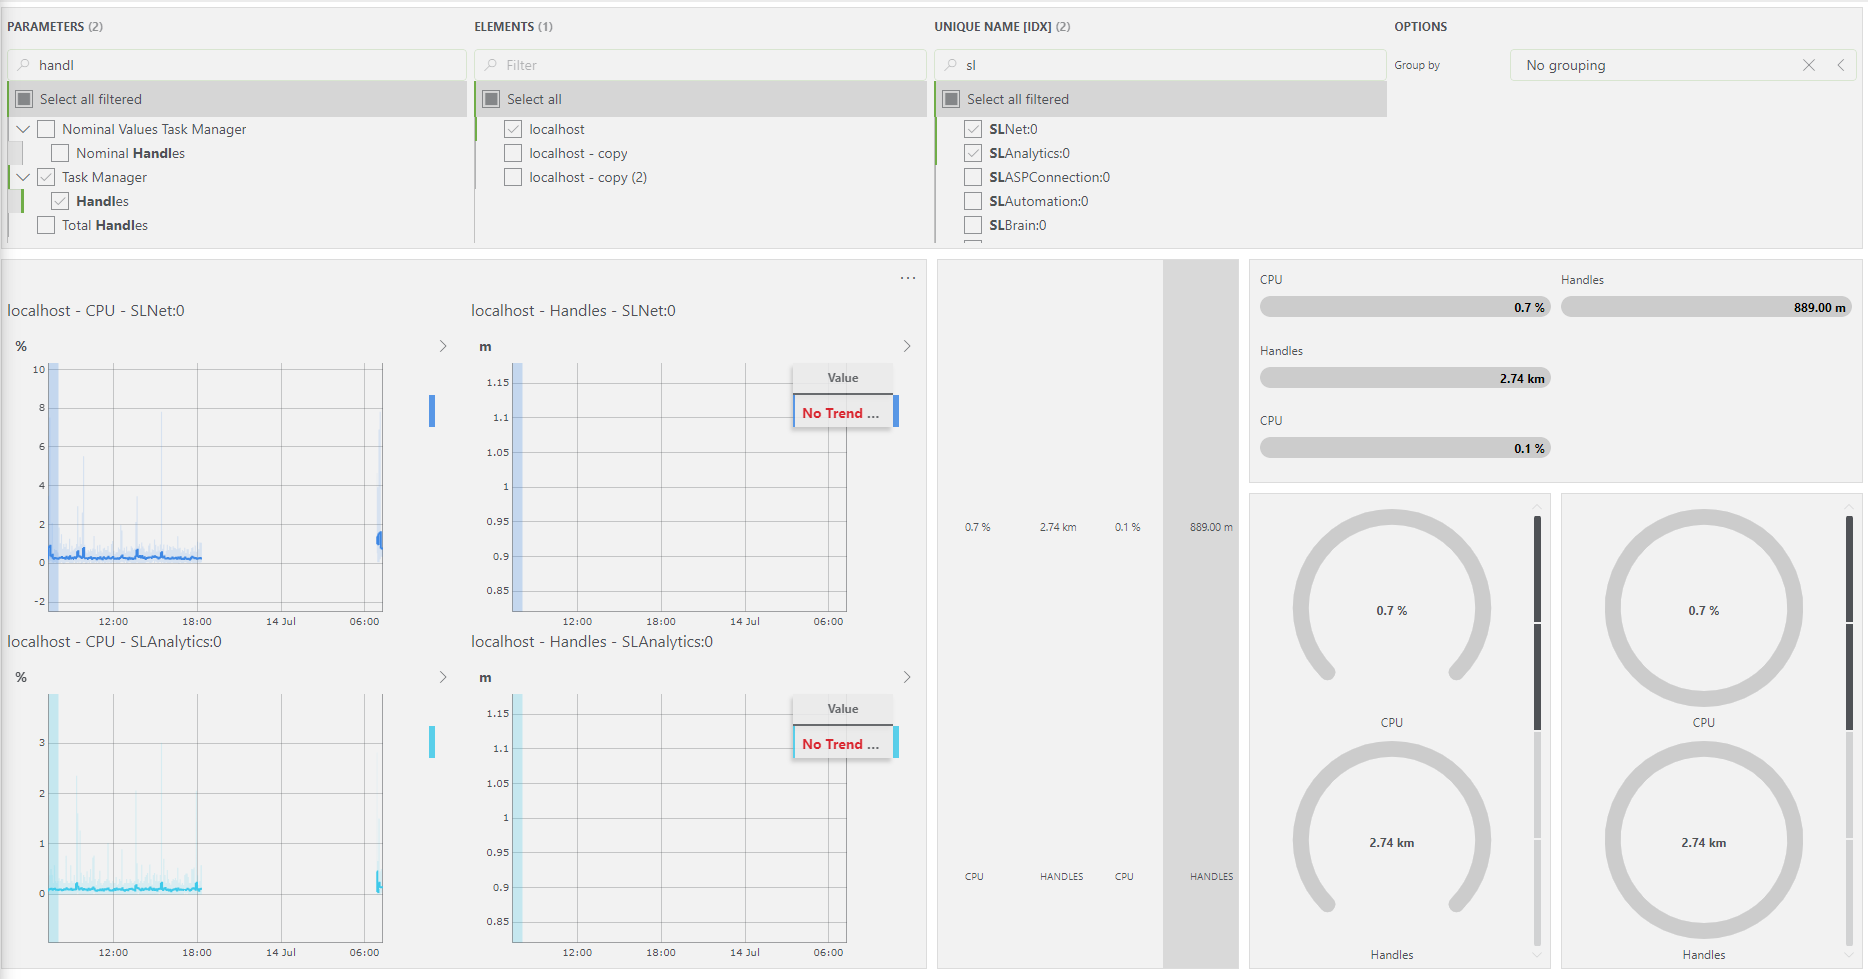 PARAMETERS (2)
handl
Select all filtered
Nominal Values Task Manager
Nominal Handles
Task Manager
Handles
Total Handles
ELEMENTS (1)
Filter
Select all
localhost
localhost - copy
localhost - copy (2)
UNIQUE NAME [IDX] (2)
sl
Select all filtered
SLNet:0
SLAnalytics:0
SLASPConnection:0
SLAutomation:0
SLBrain:0
OPTIONS
Group by
No grouping
...
localhost - CPU - SLNet:0
%
10
8
6
4
2
0
-2
12:00
18:00
14 Jul
06:00
localhost - Handles - SLNet:0
m
Value
No Trend ...
1.15
1.1
1.05
1
0.95
0.9
0.85
12:00
18:00
14 Jul
06:00
localhost - CPU - SLAnalytics:0
%
3
2
1
0
12:00
18:00
14 Jul
06:00
localhost - Handles - SLAnalytics:0
m
Value
No Trend ...
1.15
1.1
1.05
1
0.95
0.9
0.85
12:00
18:00
14 Jul
06:00
0.7 %
2.74 km
0.1 %
889.00 m
CPU
HANDLES
CPU
HANDLES
CPU
0.7 %
Handles
889.00 m
Handles
2.74 km
CPU
0.1 %
0.7 %
CPU
2.74 km
Handles
0.7 %
CPU
2.74 km
Handles